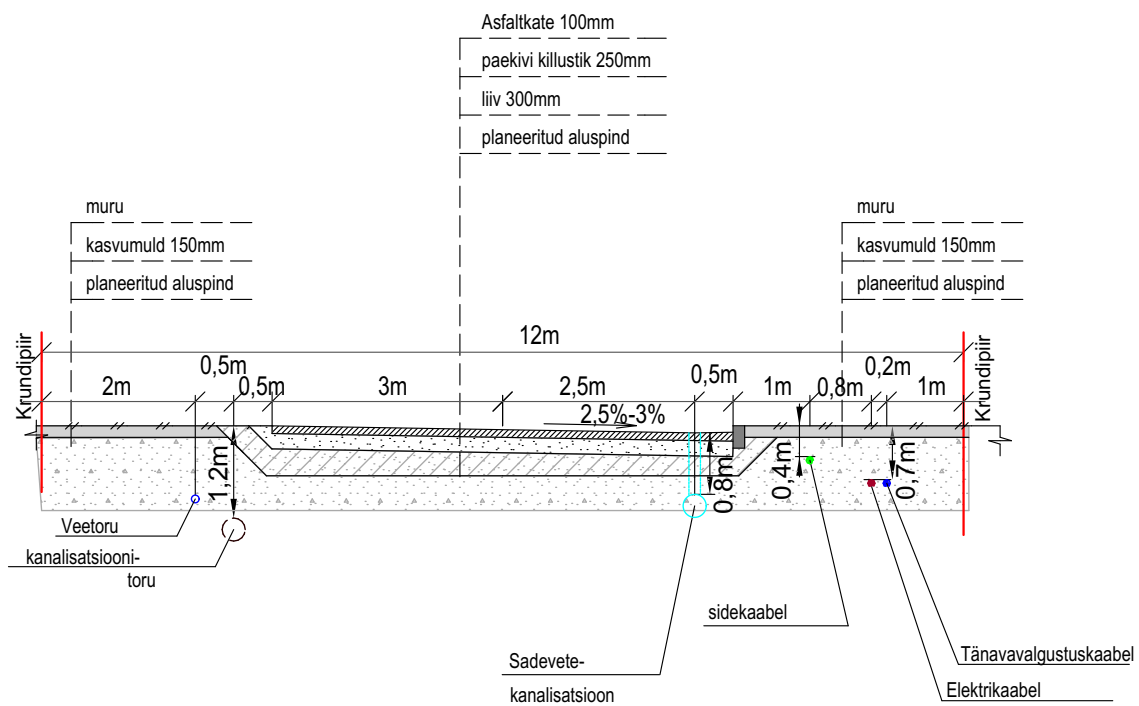 Asfaltkate 100mm
paekivi killustik 250mm
liiv 300mm
planeeritud aluspind
muru
kasvumuld 150mm
planeeritud aluspind
muru
kasvumuld 150mm
planeeritud aluspind
Krundipiir
12m
Krundipiir
2m
0,5m
0,5m
3m
2,5m
0,5m
1m
0,8m
0,2m
1m
2,5%-3%
1,2m
0,8m
0,4m
0,7m
Veetoru
kanalisatsiooni-
toru
sidekaabel
Sadevete-
kanalisatsioon
Tänavavalgustuskaabel
Elektrikaabel